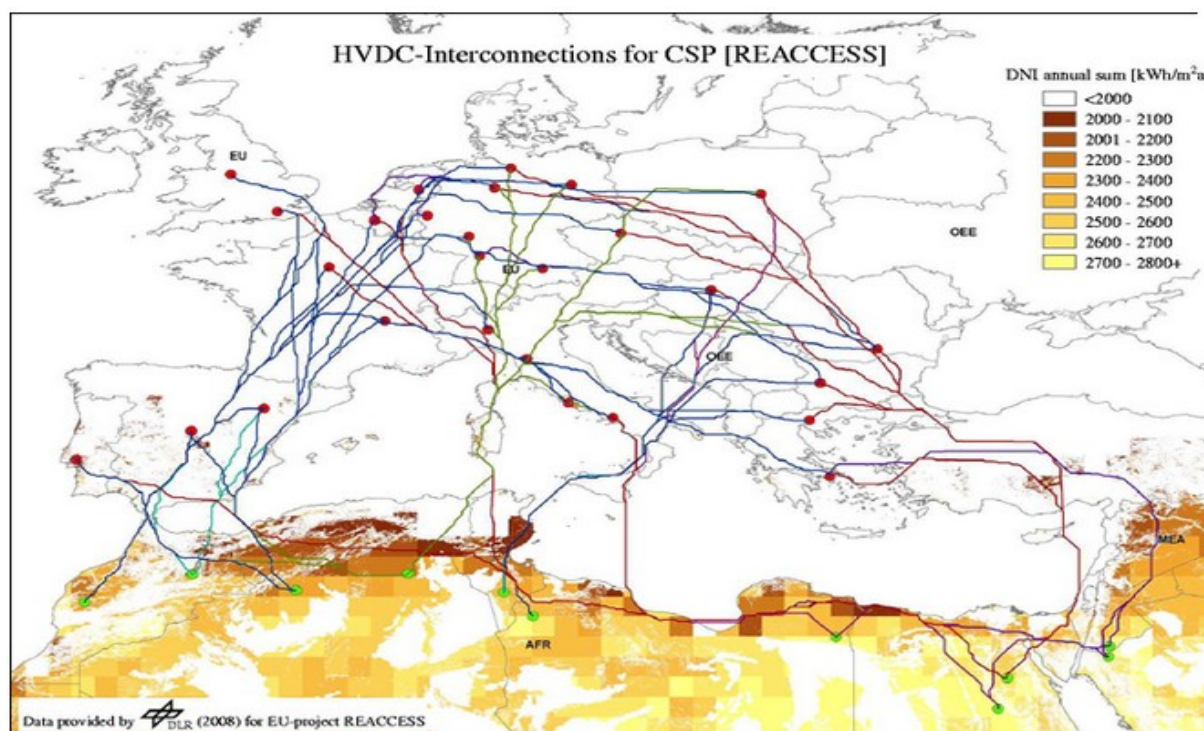 HVDC-Interconnections for CSP [REACCESS]
DNI annual sum [kWh/m²a
<2000
2000 - 2100
2001 - 2200
2200 - 2300
2300 - 2400
2400 - 2500
2500 - 2600
2600 - 2700
2700 - 2800+
EU
OEE
EU
OEE
MEA
AFR
Data provided by DLR (2008) for EU-project REACCESS